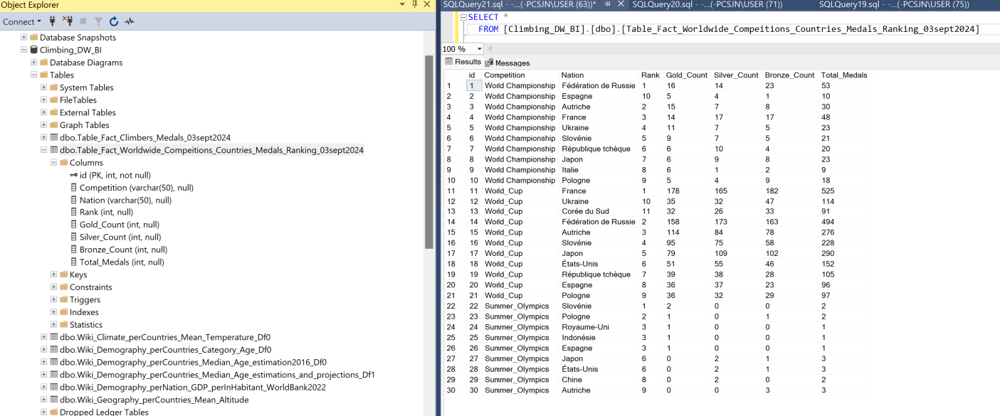 Object Explorer
Connect
Database Snapshots
Climbing_DW_BI
Database Diagrams
Tables
System Tables
FileTables
External Tables
Graph Tables
dbo.Table_Fact_Climbers_Medals_03sept2024
dbo.Table_Fact_Worldwide_Compeitions_Countries_Medals_Ranking_03sept2024
Columns
id (PK, int, not null)
Competition (varchar(50), null)
Nation (varchar(50), null)
Rank (int, null)
Gold_Count (int, null)
Silver_Count (int, null)
Bronze_Count (int, null)
Total_Medals (int, null)
Keys
Constraints
Triggers
Indexes
Statistics
dbo.Wiki_Climate_perCountries_Mean_Temperature_Df0
dbo.Wiki_Demography_perCountries_Category_Age_Df0
dbo.Wiki_Demography_perCountries_Median_Age_estimation2016_Df0
dbo.Wiki_Demography_perCountries_Median_Age_estimations_and_projections_Df1
dbo.Wiki_Demography_perNation_GDP_perInHabitant_WorldBank2022
dbo.Wiki_Geography_perCountries_Mean_Altitude
Dropped Ledger Tables
SQLQuery21.sql - -...(-PCSJN\USER (63))* SQLQuery20.sql - -...(-PCSJN\USER (71)) SQLQuery19.sql - -...(-PCSJN\USER (75))
SELECT *
FROM [Climbing_DW_BI].[dbo].[Table_Fact_Worldwide_Compeitions_Countries_Medals_Ranking_03sept2024]
100 %
Results Messages
id Competition Nation Rank Gold_Count Silver_Count Bronze_Count Total_Medals
1 1 World Championship Fédération de Russie 1 16 14 23 53
2 2 World Championship Espagne 10 5 4 1 10
3 3 World Championship Autriche 2 15 7 8 30
4 4 World Championship France 3 14 17 17 48
5 5 World Championship Ukraine 4 11 7 5 23
6 6 World Championship Slovénie 5 9 7 5 21
7 7 World Championship République tchèque 6 6 10 4 20
8 8 World Championship Japon 7 6 9 8 23
9 9 World Championship Italie 8 6 1 2 9
10 10 World Championship Pologne 9 5 4 9 18
11 11 World_Cup France 1 178 165 182 525
12 12 World_Cup Ukraine 10 35 32 47 114
13 13 World_Cup Corée du Sud 11 32 26 33 91
14 14 World_Cup Fédération de Russie 2 158 173 163 494
15 15 World_Cup Autriche 3 114 84 78 276
16 16 World_Cup Slovénie 4 95 75 58 228
17 17 World_Cup Japon 5 79 109 102 290
18 18 World_Cup États-Unis 6 51 55 46 152
19 19 World_Cup République tchèque 7 39 38 28 105
20 20 World_Cup Espagne 8 36 37 23 96
21 21 World_Cup Pologne 9 36 32 29 97
22 22 Summer_Olympics Slovénie 1 2 0 0 2
23 23 Summer_Olympics Pologne 2 1 0 1 2
24 24 Summer_Olympics Royaume-Uni 3 1 0 0 1
25 25 Summer_Olympics Indonésie 3 1 0 0 1
26 26 Summer_Olympics Espagne 3 1 0 0 1
27 27 Summer_Olympics Japon 6 0 2 1 3
28 28 Summer_Olympics États-Unis 6 0 2 1 3
29 29 Summer_Olympics Chine 8 0 2 0 2
30 30 Summer_Olympics Autriche 9 0 0 3 3